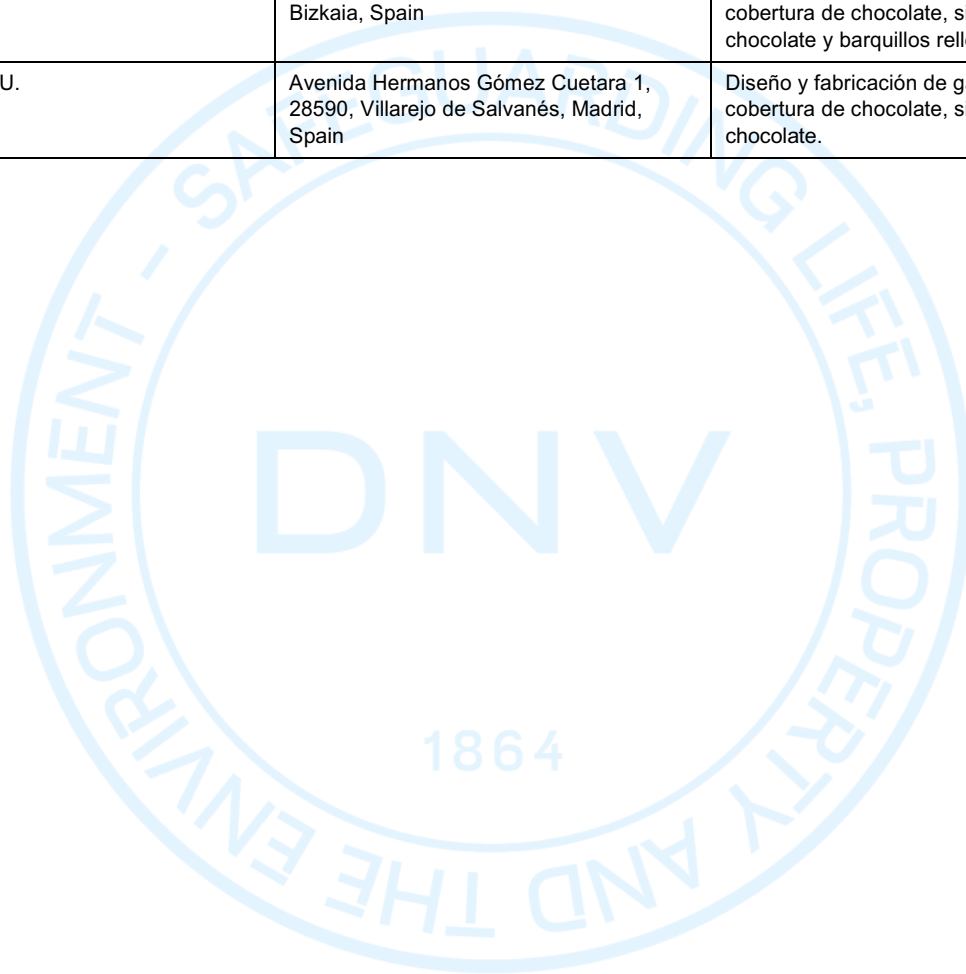 Bizkaia, Spain
cobertura de chocolate, s
chocolate y barquillos rell
U.
Avenida Hermanos Gómez Cuetara 1,
28590, Villarejo de Salvanés, Madrid,
Spain
Diseño y fabricación de g
cobertura de chocolate, s
chocolate.
SAFEGUARDING LIFE, PROPERTY AND THE ENVIRONMENT -
DNV
1864